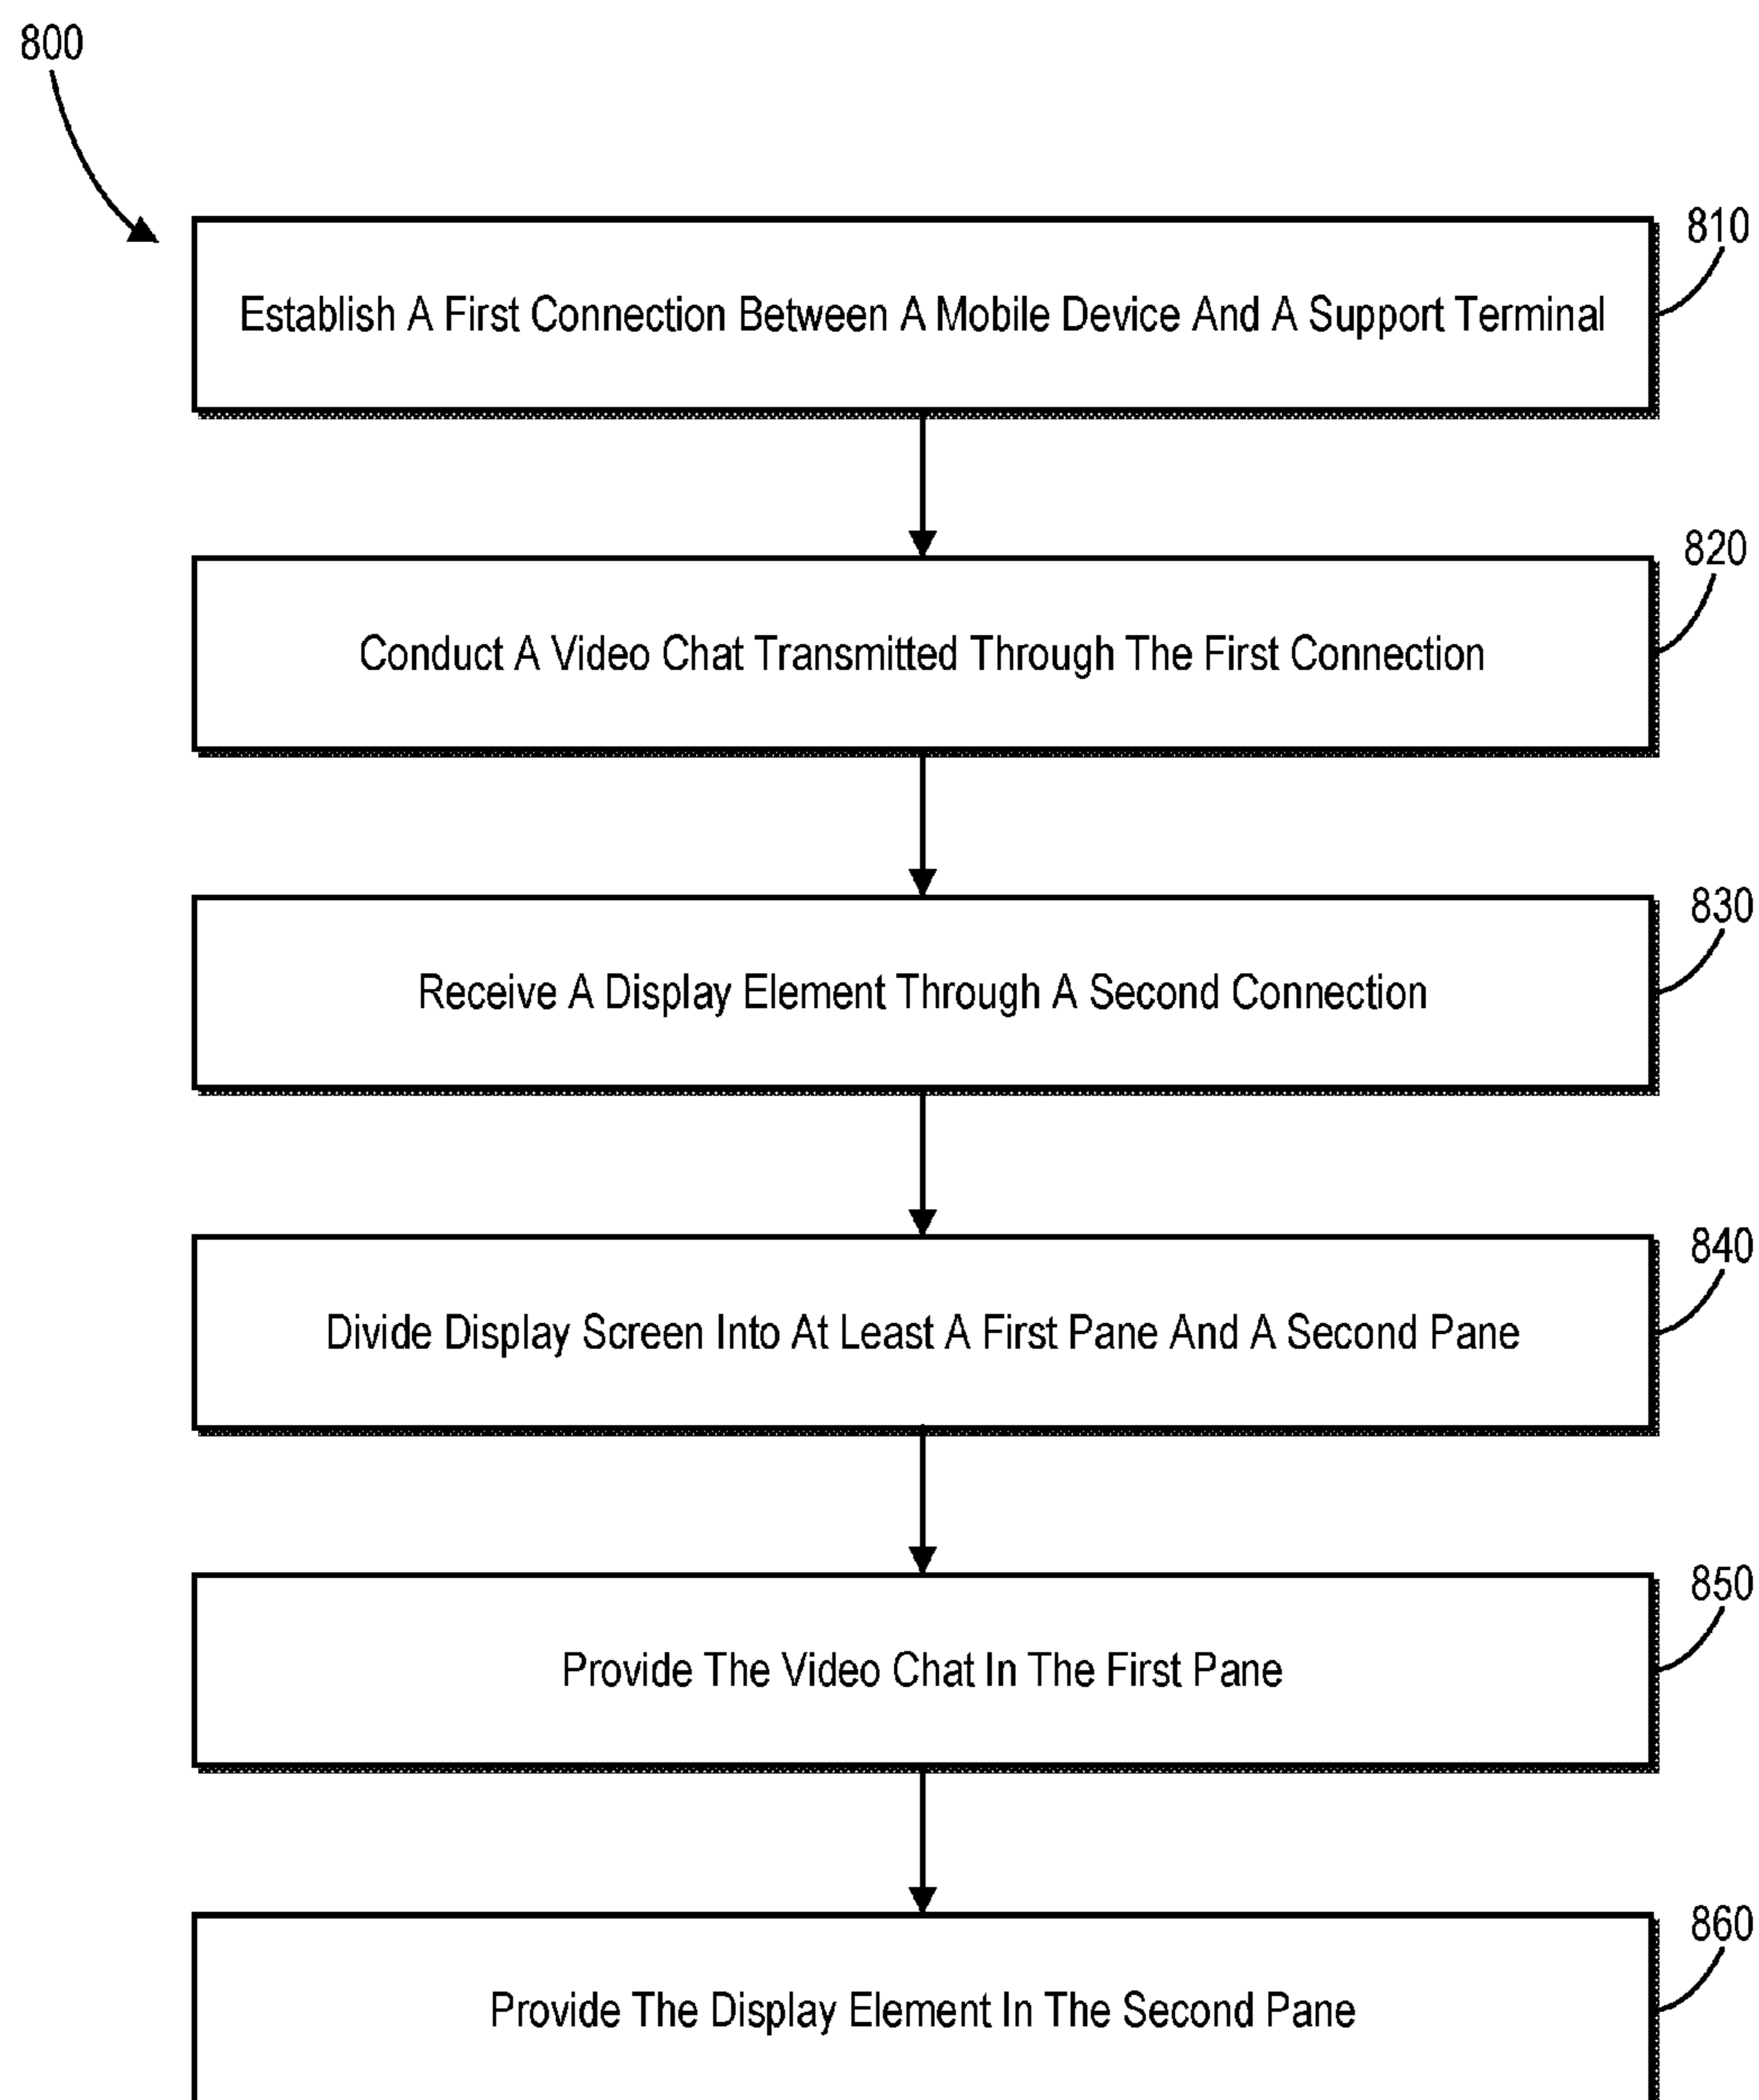 800
810
Establish A First Connection Between A Mobile Device And A Support Terminal
820
Conduct A Video Chat Transmitted Through The First Connection
830
Receive A Display Element Through A Second Connection
840
Divide Display Screen Into At Least A First Pane And A Second Pane
850
Provide The Video Chat In The First Pane
860
Provide The Display Element In The Second Pane